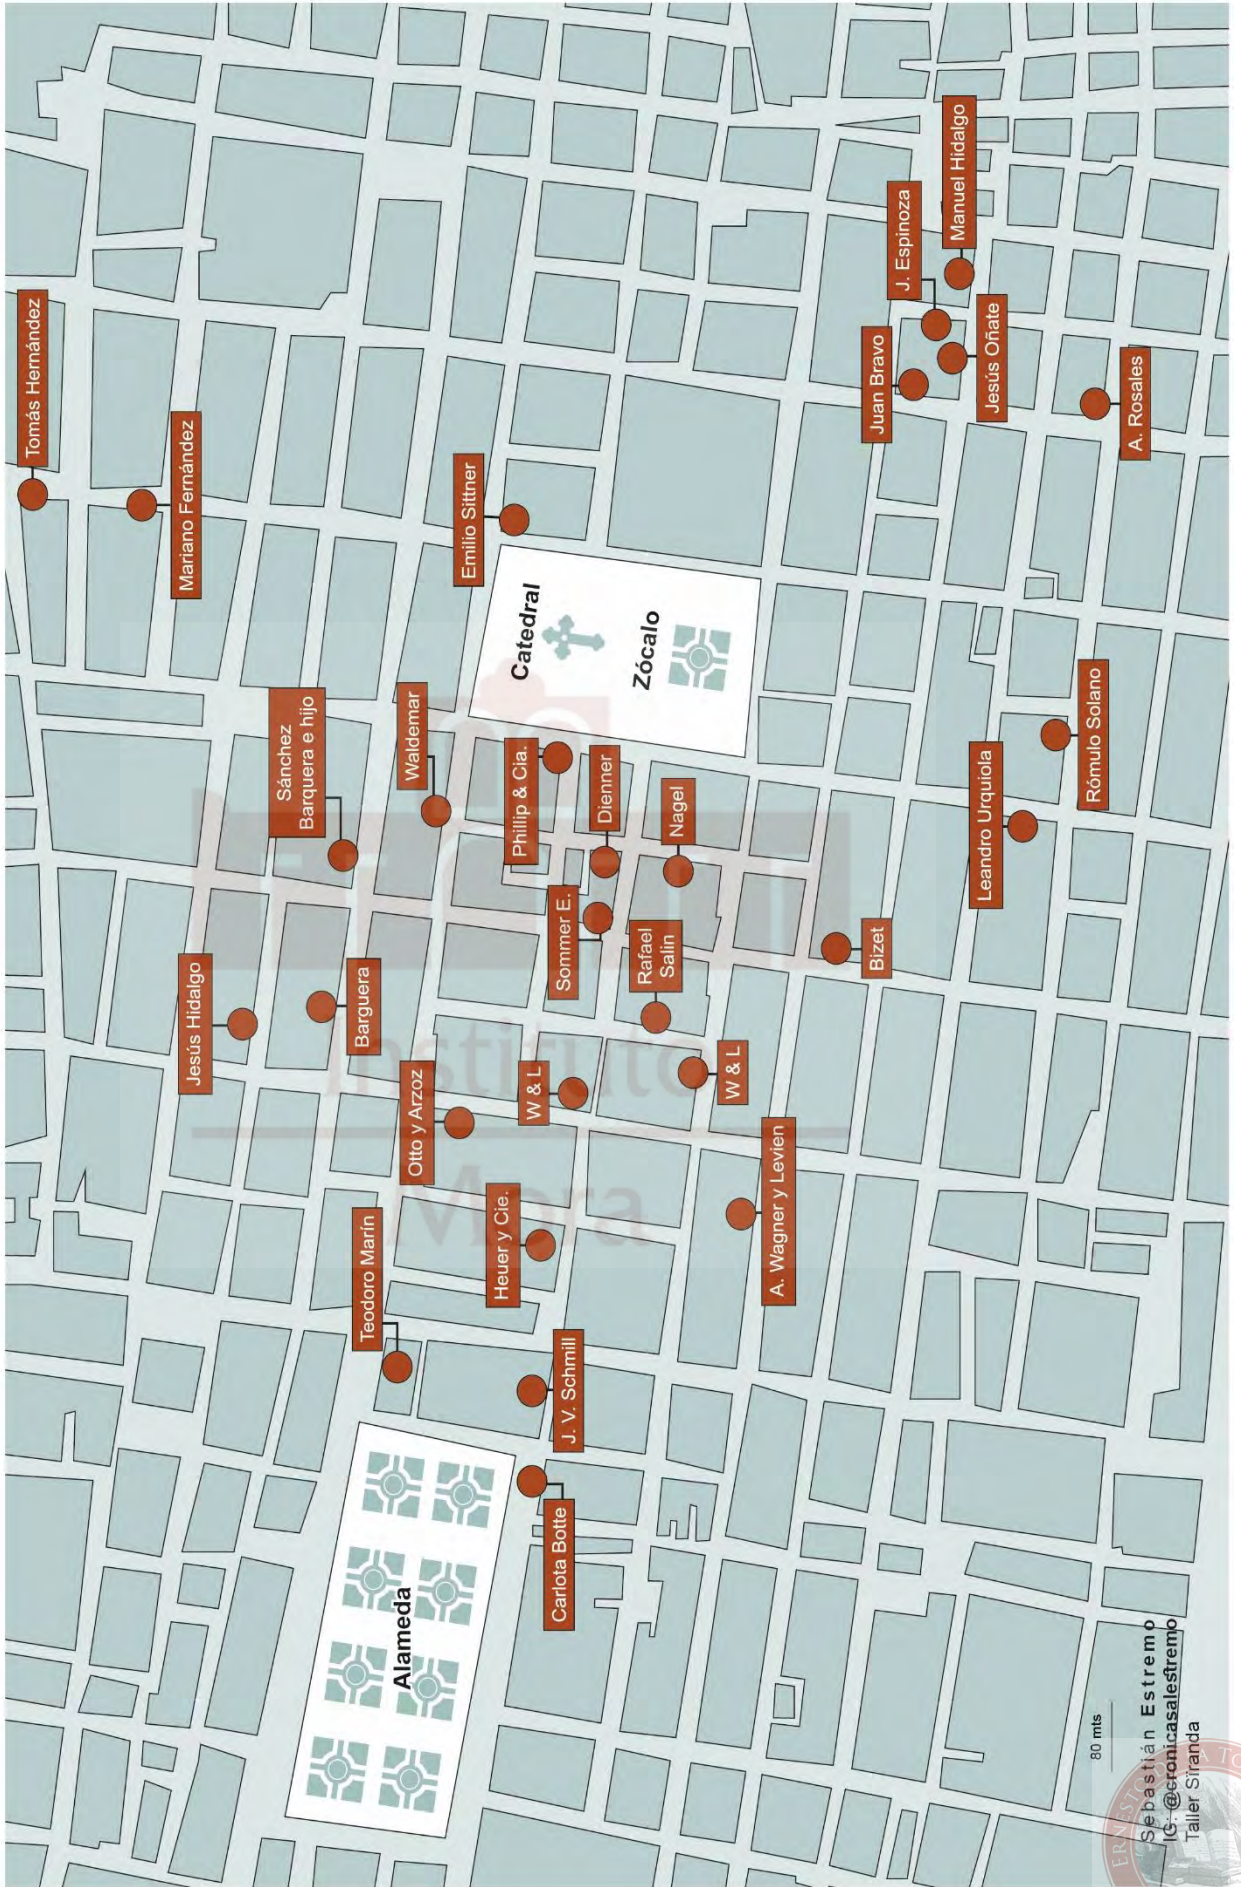 Tomás Hernández
Mariano Fernández
Emilio Sittner
Manuel Hidalgo
J. Espinoza
Juan Bravo
Jesús Oñate
A. Rosales
Catedral
Zócalo
Sánchez
Barquera e hijo
Waldemar
Phillip & Cia.
Dienner
Nagel
Sommer E.
Rafael
Salin
Bizet
Leandro Urquiola
Rómulo Solano
Jesús Hidalgo
Barguera
Otto y Arzoz
W & L
W & L
A. Wagner y Levien
Heuer y Cie.
Teodoro Marín
J. V. Schmill
Carlota Botte
Alameda
Instituto
Mora
80 mts
Sebastián Estremo
IG: @cronicasalestremo
Taller Siranda